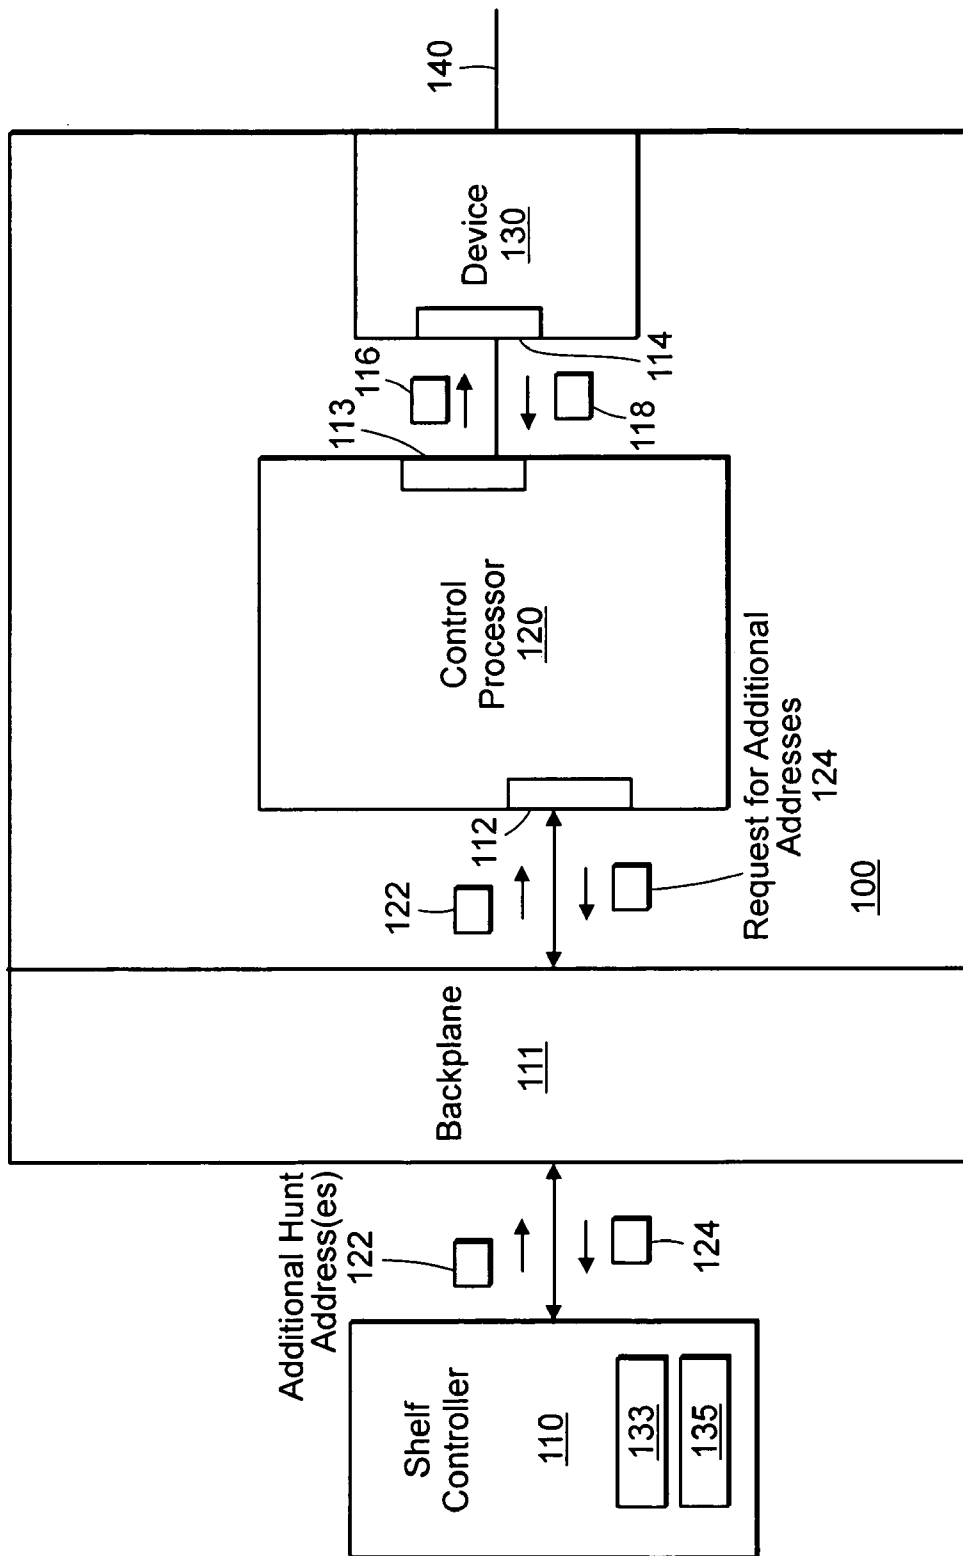 Shelf
Controller
110
133
135
Additional Hunt
Address(es)
122
124
Backplane
111
122
112
Request for Additional
Addresses
124
100
Control
Processor
120
113
116
118
114
Device
130
140